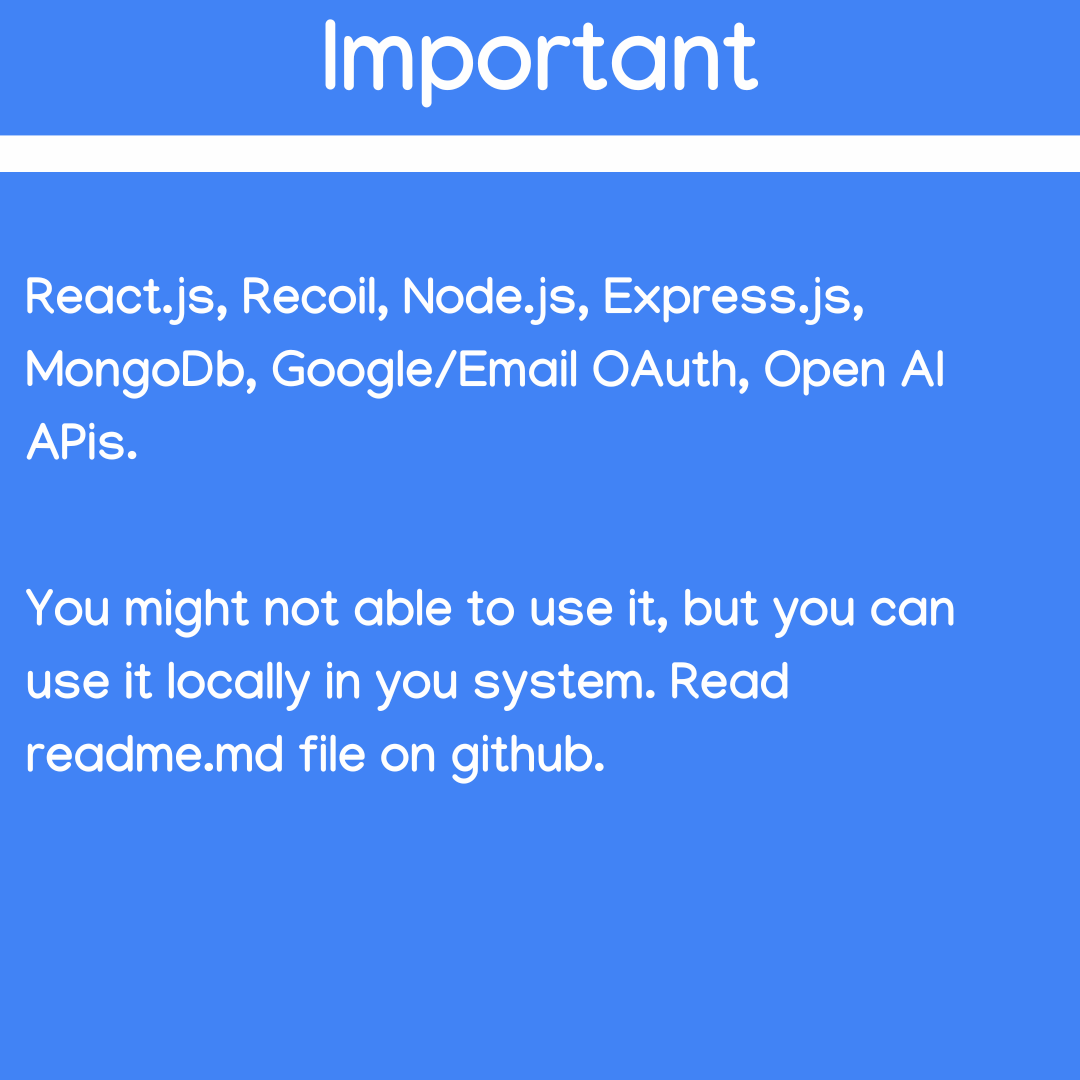 Important
React.js, Recoil, Node.js, Express.js,
MongoDb, Google/Email OAuth, Open AI
APis.
You might not able to use it, but you can
use it locally in you system. Read
readme.md file on github.